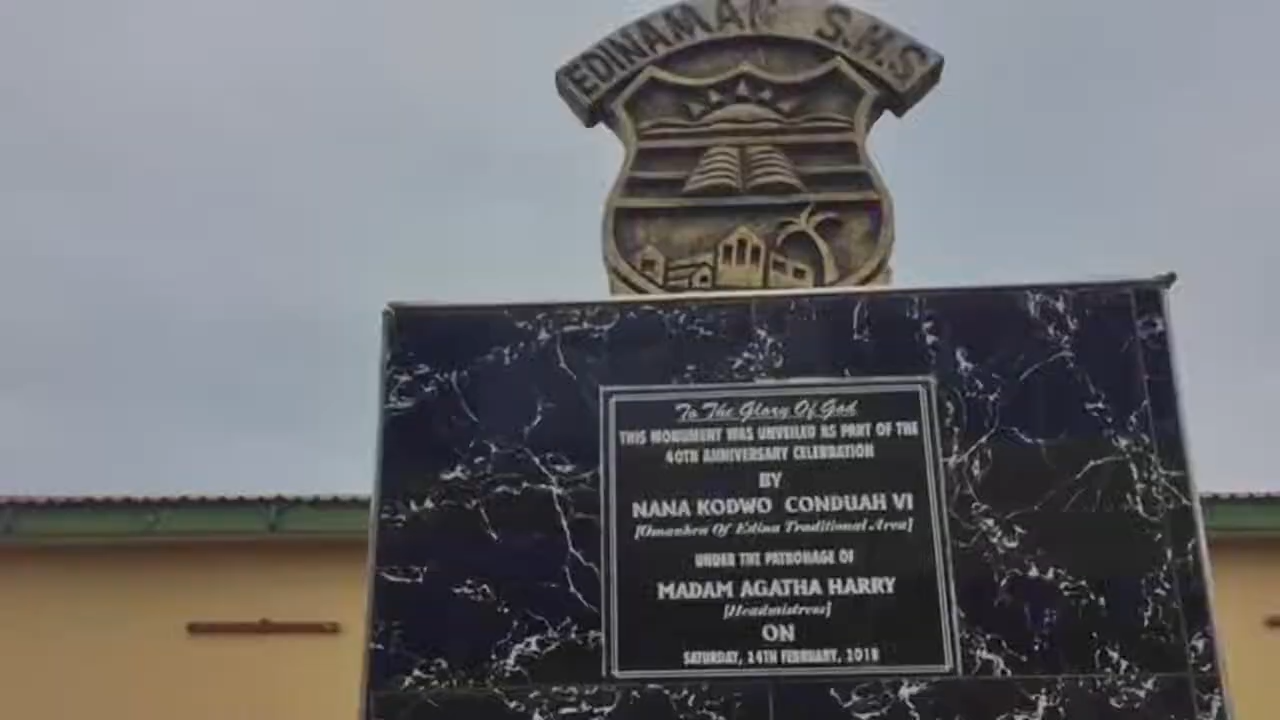 EDINAMAN S.H.S
To The Glory Of God
THIS MONUMENT WAS UNVEILED AS PART OF THE
40TH ANNIVERSARY CELEBRATION
BY
NANA KODWO CONDUAH VI
[Omanhen Of Edina Traditional Area]
UNDER THE PATRONAGE OF
MADAM AGATHA HARRY
[Headmistress]
ON
SATURDAY, 24TH FEBRUARY, 2018